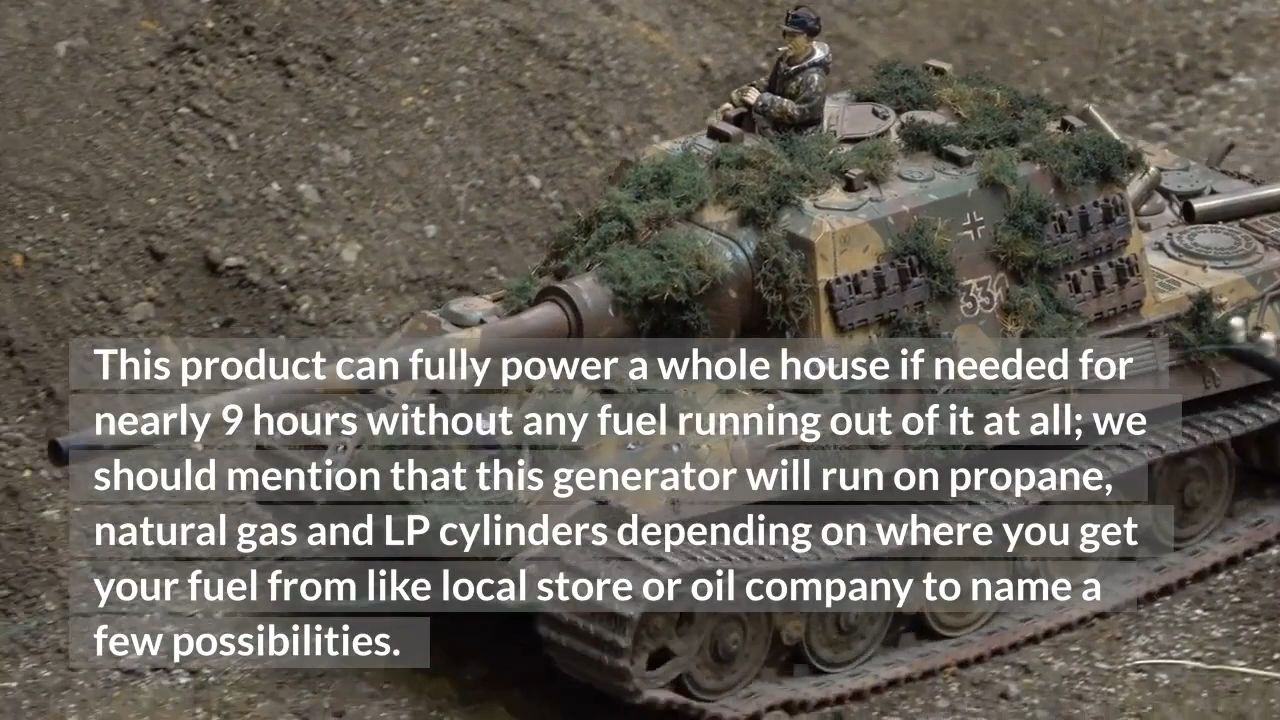 331
This product can fully power a whole house if needed for
nearly 9 hours without any fuel running out of it at all; we
should mention that this generator will run on propane,
natural gas and LP cylinders depending on where you get
your fuel from like local store or oil company to name a
few possibilities.